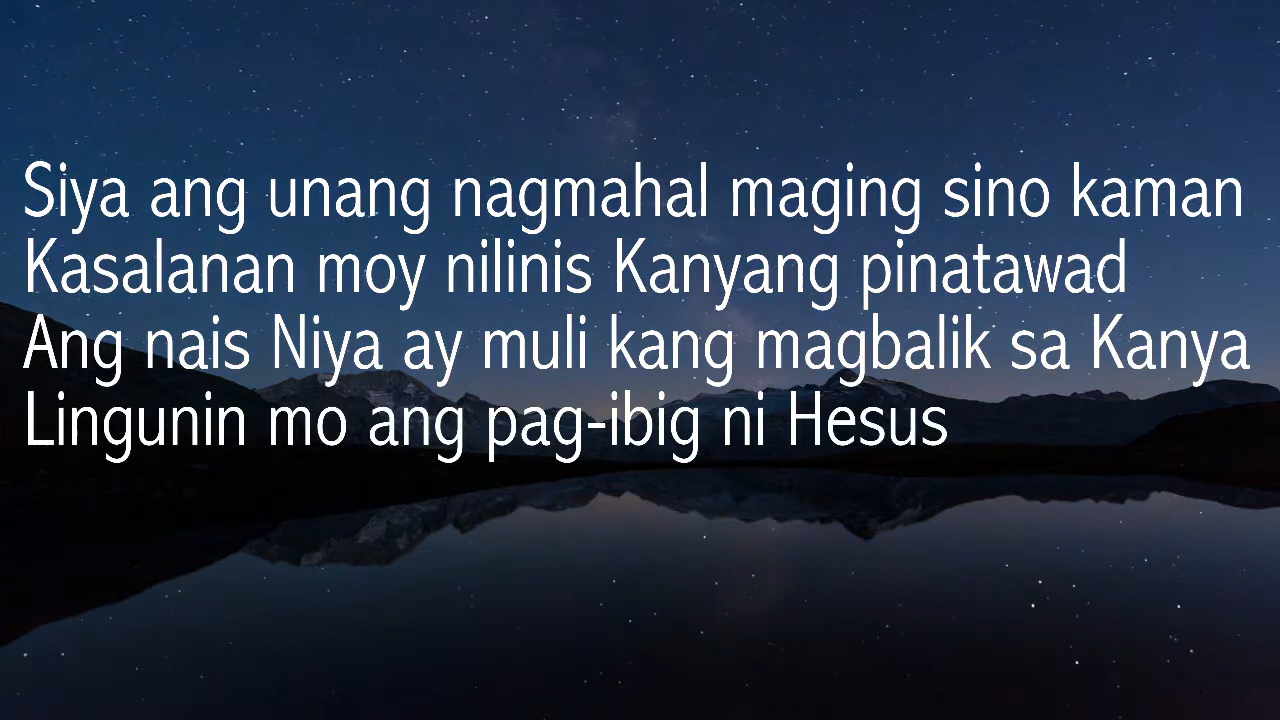 Siya ang unang nagmahal maging sino kaman
Kasalanan moy nilinis Kanyang pinatawad
Ang nais Niya ay muli kang magbalik sa Kanya
Lingunin mo ang pag-ibig ni Hesus